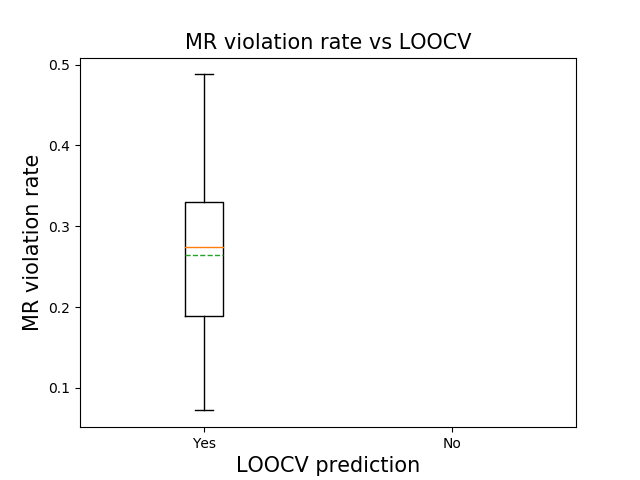 MR violation rate vs LOOCV
MR violation rate
0.5
0.4
0.3
0.2
0.1
Yes
No
LOOCV prediction